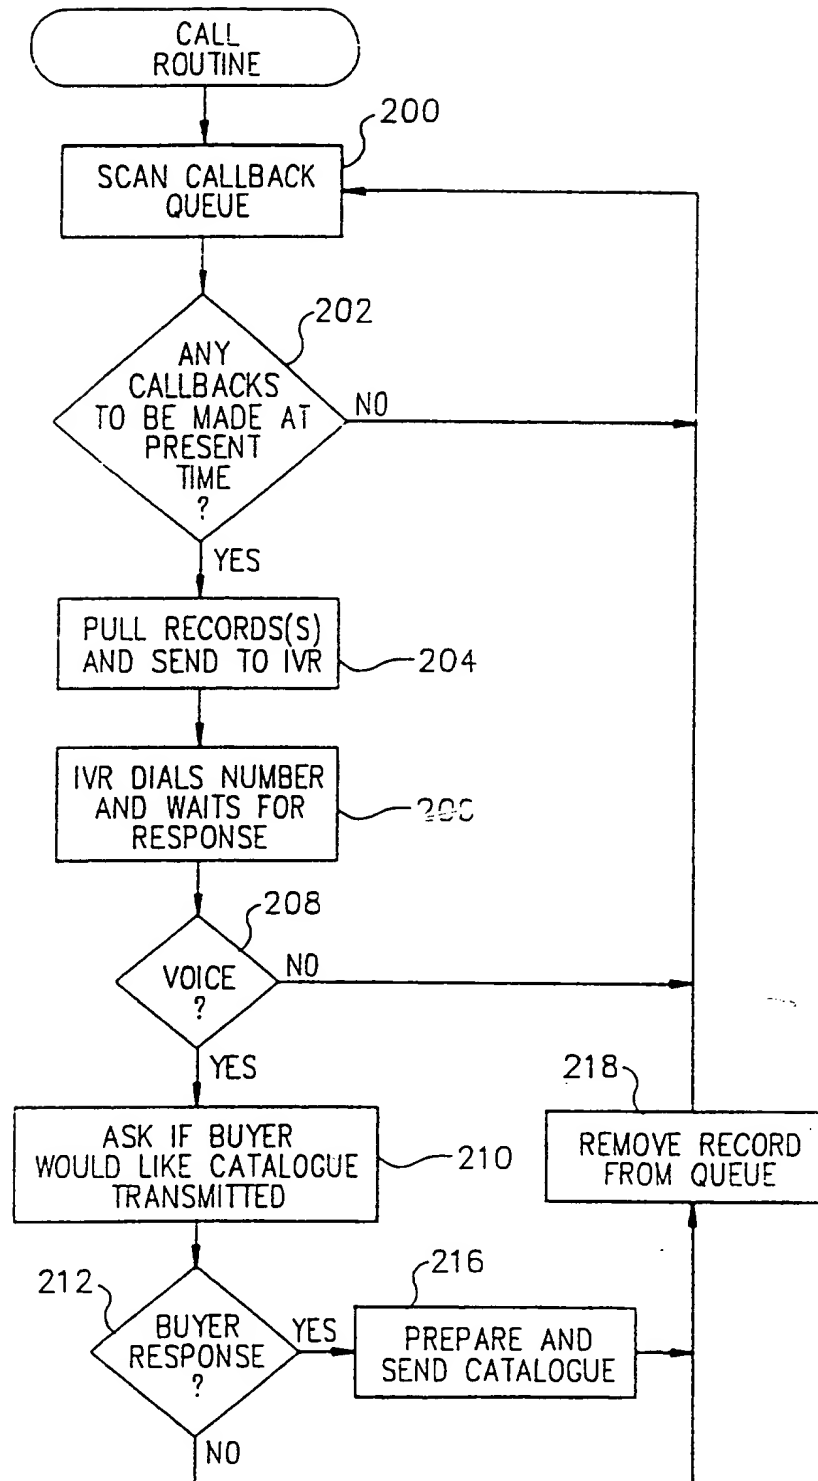 CALL
ROUTINE
200
SCAN CALLBACK
QUEUE
202
ANY
CALLBACKS
TO BE MADE AT
PRESENT
TIME
?
NO
YES
PULL RECORDS(S)
AND SEND TO IVR
204
IVR DIALS NUMBER
AND WAITS FOR
RESPONSE
208
VOICE
?
NO
YES
218
ASK IF BUYER
WOULD LIKE CATALOGUE
TRANSMITTED
210
REMOVE RECORD
FROM QUEUE
212
216
BUYER
RESPONSE
?
YES
PREPARE AND
SEND CATALOGUE
NO